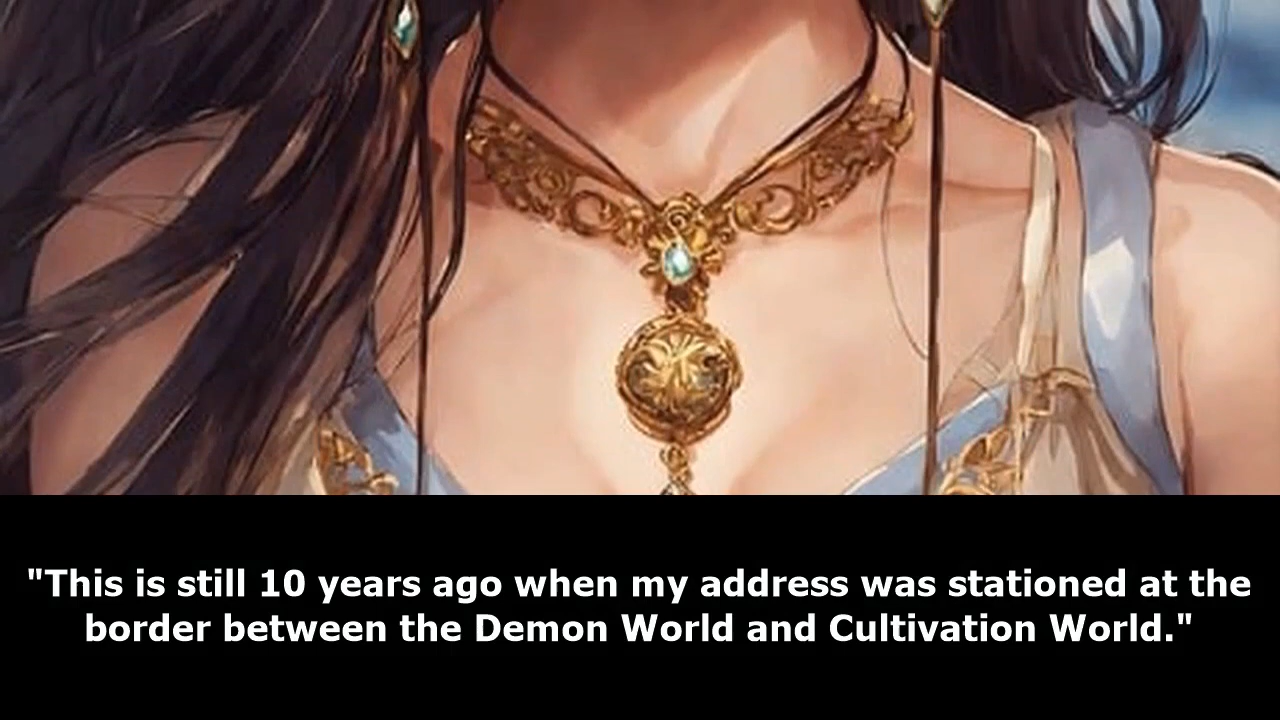 "This is still 10 years ago when my address was stationed at the
border between the Demon World and Cultivation World."